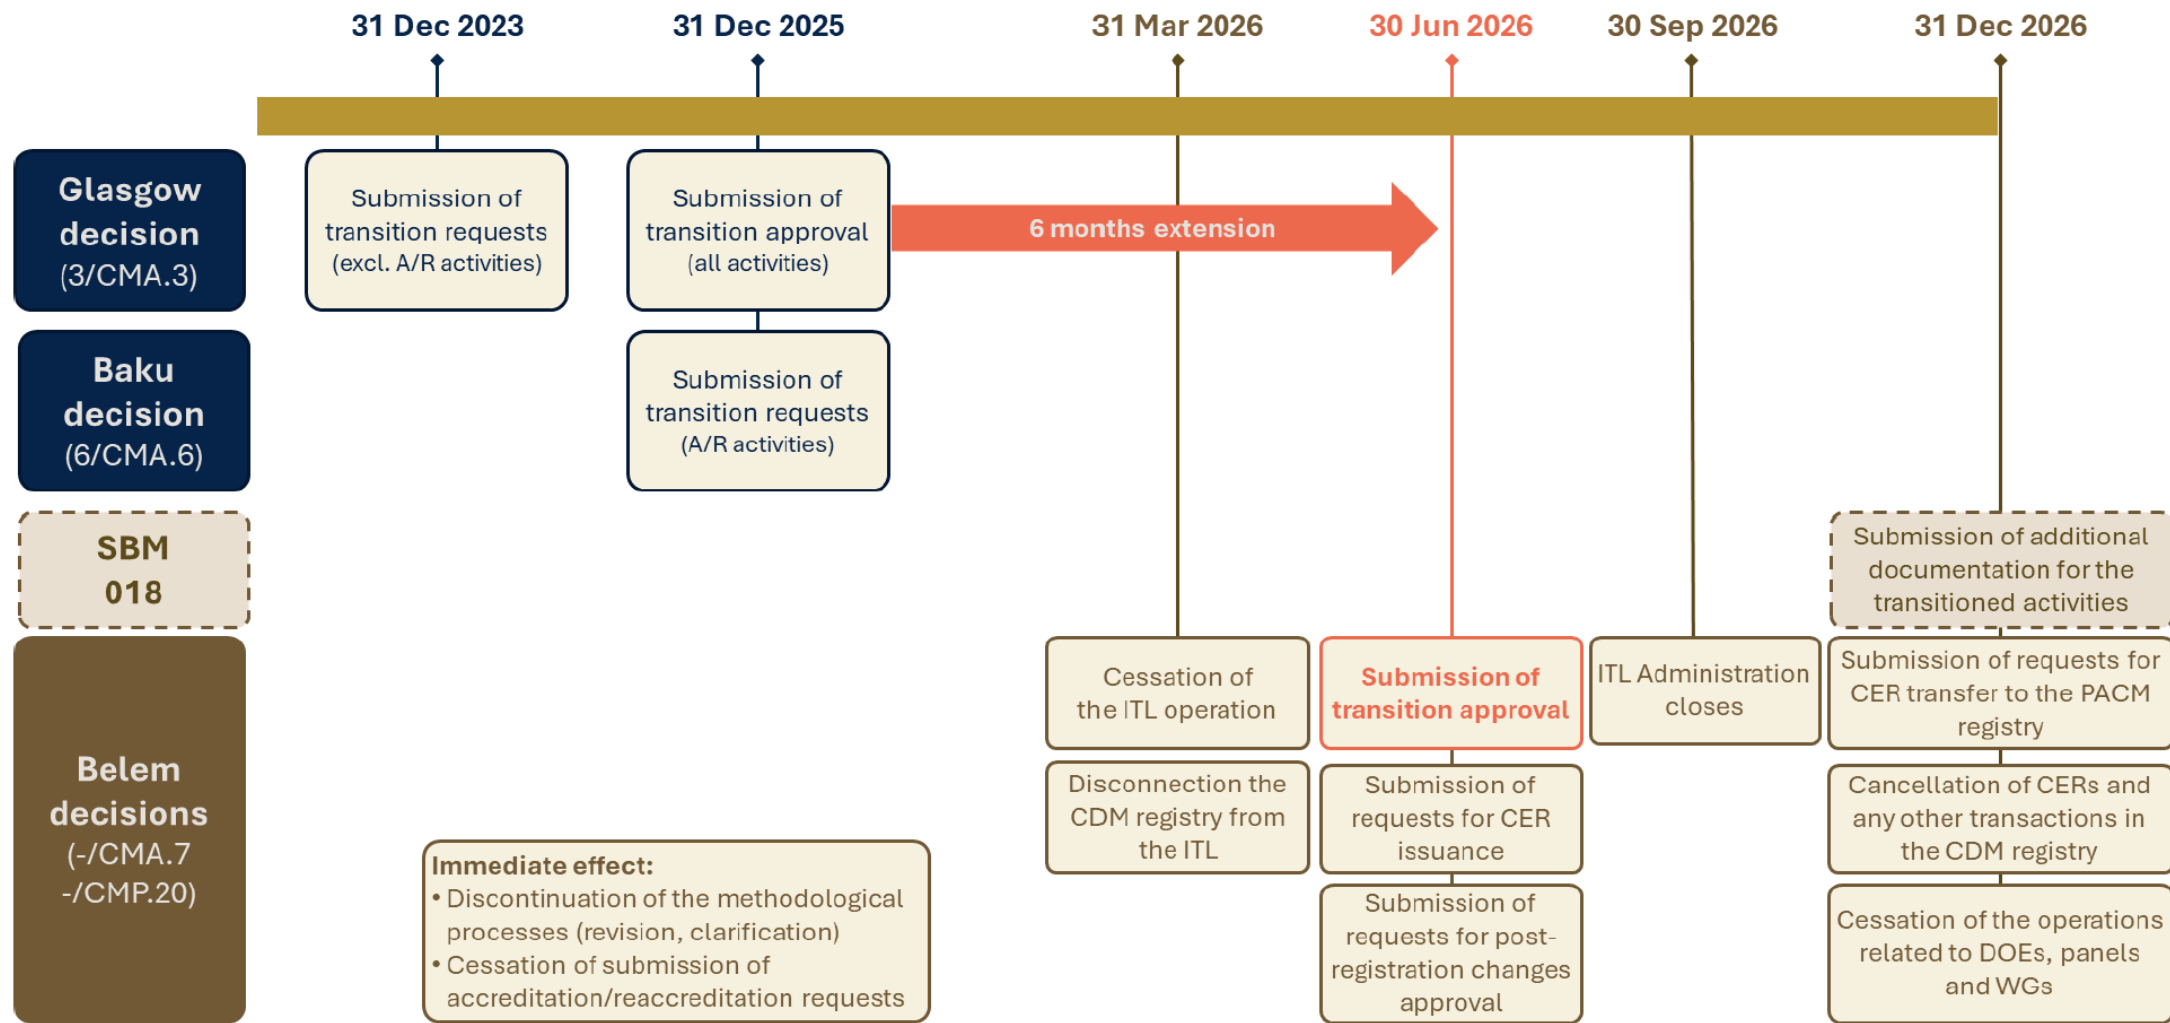 31 Dec 2023
31 Dec 2025
31 Mar 2026
30 Jun 2026
30 Sep 2026
31 Dec 2026
Glasgow
decision
(3/CMA.3)
Submission of
transition requests
(excl. A/R activities)
Submission of
transition approval
(all activities)
6 months extension
Baku
decision
(6/CMA.6)
Submission of
transition requests
(A/R activities)
SBM
018
Submission of additional
documentation for the
transitioned activities
Belem
decisions
(-/CMA.7
-/CMP.20)
Immediate effect:
• Discontinuation of the methodological
processes (revision, clarification)
• Cessation of submission of
accreditation/reaccreditation requests
Cessation of
the ITL operation
Disconnection the
CDM registry from
the ITL
Submission of
transition approval
Submission of
requests for CER
issuance
Submission of
requests for post-
registration changes
approval
ITL Administration
closes
Submission of requests for
CER transfer to the PACM
registry
Cancellation of CERs and
any other transactions in
the CDM registry
Cessation of the operations
related to DOEs, panels
and WGs